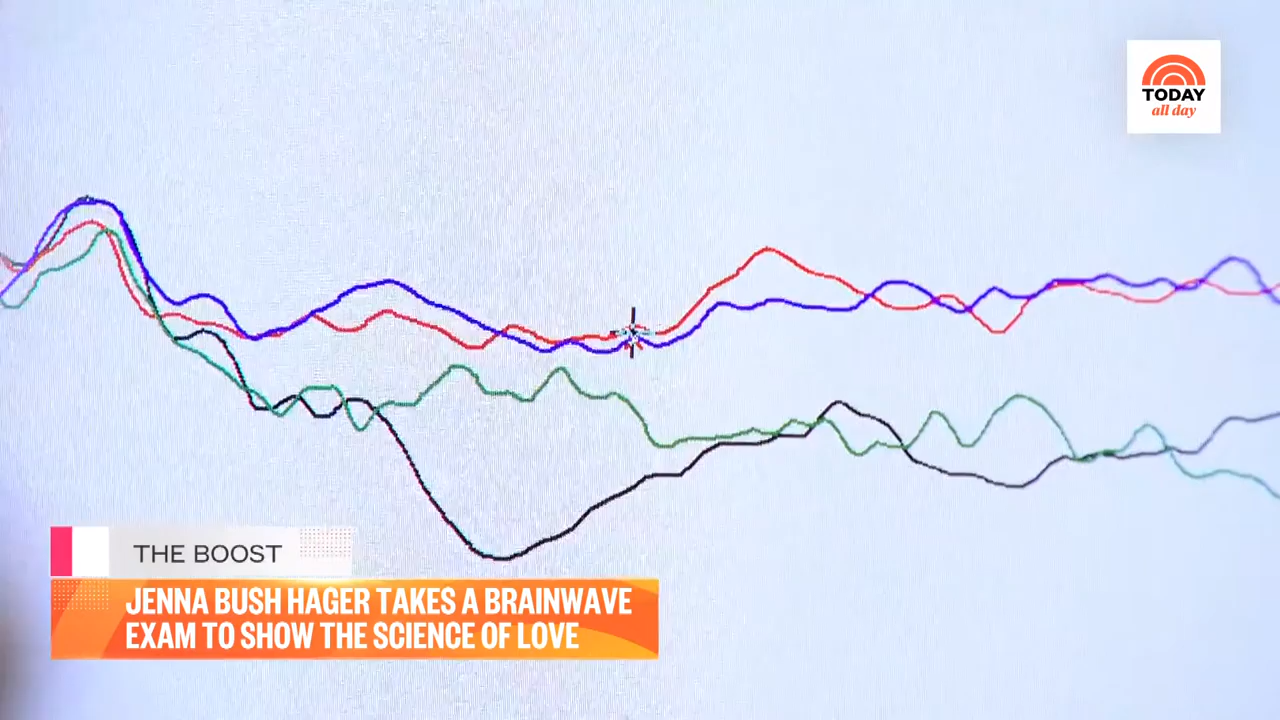 TODAY
all day
THE BOOST
JENNA BUSH HAGER TAKES A BRAINWAVE
EXAM TO SHOW THE SCIENCE OF LOVE